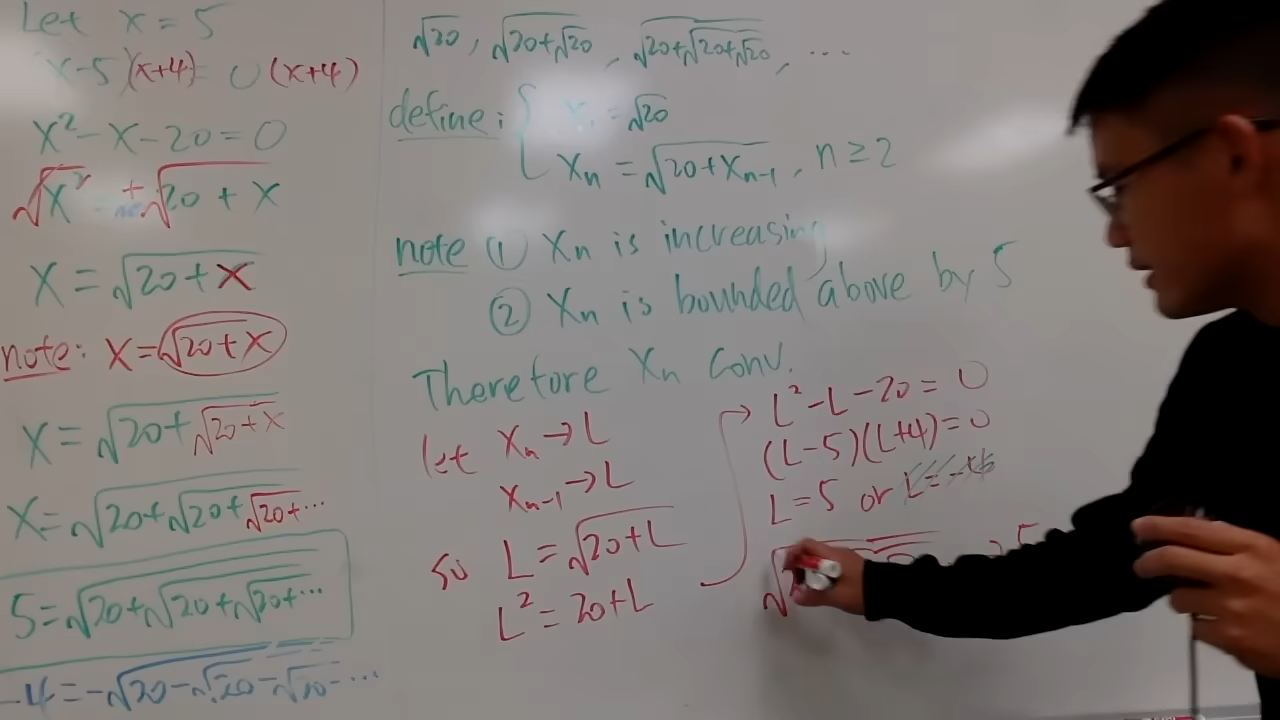 Let x = 5
(x-5)(x+4) = 0 (x+4)
x² - x - 20 = 0
√x² = ±√(20 + x)
x = √(20 + x)
note: x = √(20 + x)
x = √(20+√(20+x))
x = √(20+√(20+√(20+...
5 = √(20+√(20+√(20+...
-4 = -√(20-√(20-√(20-...
√20, √(20+√20), √(20+√(20+√20)), ...
define: { x₁ = √20
xₙ = √(20+xₙ₋₁), n ≥ 2
note ① xₙ is increasing
② xₙ is bounded above by 5
Therefore xₙ conv.
let xₙ → L
xₙ₋₁ → L
so L = √(20+L)
L² = 20+L
→ L² - L - 20 = 0
(L-5)(L+4) = 0
L = 5 or L = -4